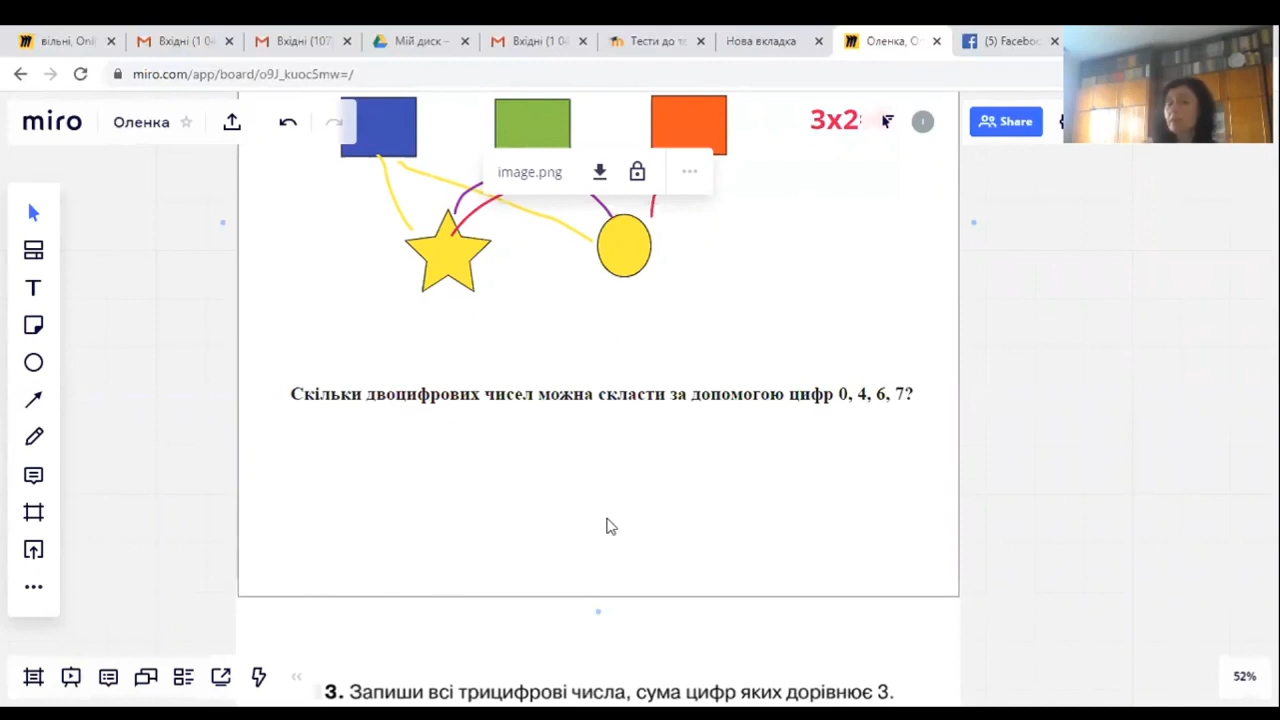 вільні, Onl
Вхідні (1 04
Вхідні (107
Мій диск –
Вхідні (1 04
Тести до т
Нова вкладка
Оленка, О
(5) Faceboo
miro.com/app/board/o9J_kuoc5mw=/
miro
Оленка
3х2
Share
image.png
Скільки двоцифрових чисел можна скласти за допомогою цифр 0, 4, 6, 7?
3. Запиши всі трицифрові числа, сума цифр яких дорівнює 3.
52%